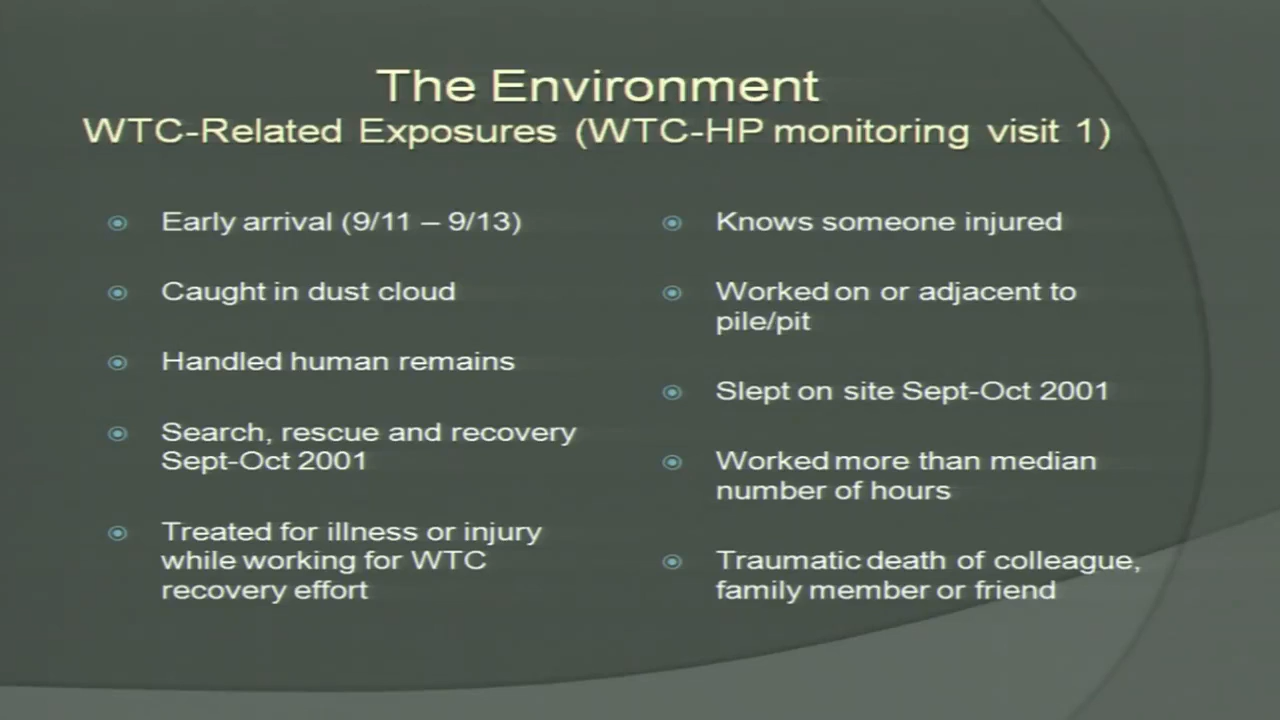 The Environment
WTC-Related Exposures (WTC-HP monitoring visit 1)
Early arrival (9/11 – 9/13)
Caught in dust cloud
Handled human remains
Search, rescue and recovery
Sept-Oct 2001
Treated for illness or injury
while working for WTC
recovery effort
Knows someone injured
Worked on or adjacent to
pile/pit
Slept on site Sept-Oct 2001
Worked more than median
number of hours
Traumatic death of colleague,
family member or friend